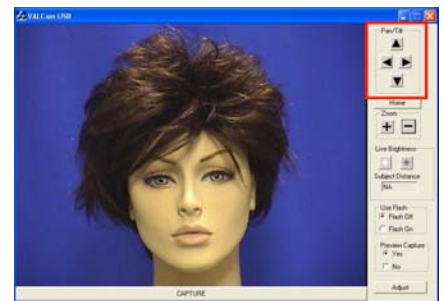 VALCam USB
Pan/Tilt
Home
Zoom
Live Brightness
Subject Distance
NA
Use Flash
Flash Off
Flash On
Preview Capture
Yes
No
Adjust
CAPTURE